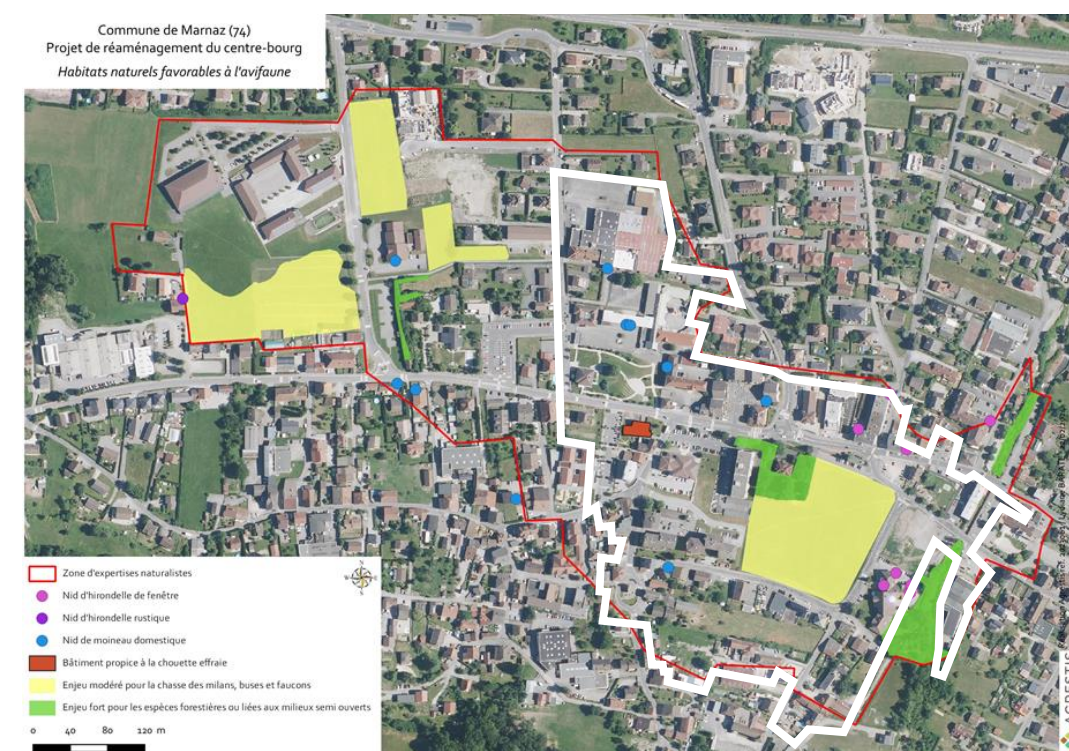 Commune de Marnaz (74)
Projet de réaménagement du centre-bourg
Habitats naturels favorables à l'avifaune
Zone d'expertises naturalistes
Nid d'hirondelle de fenêtre
Nid d'hirondelle rustique
Nid de moineau domestique
Bâtiment propice à la chouette effraie
Enjeu modéré pour la chasse des milans, buses et faucons
Enjeu fort pour les espèces forestières ou liées aux milieux semi ouverts
0 40 80 120 m
AGRESTIS